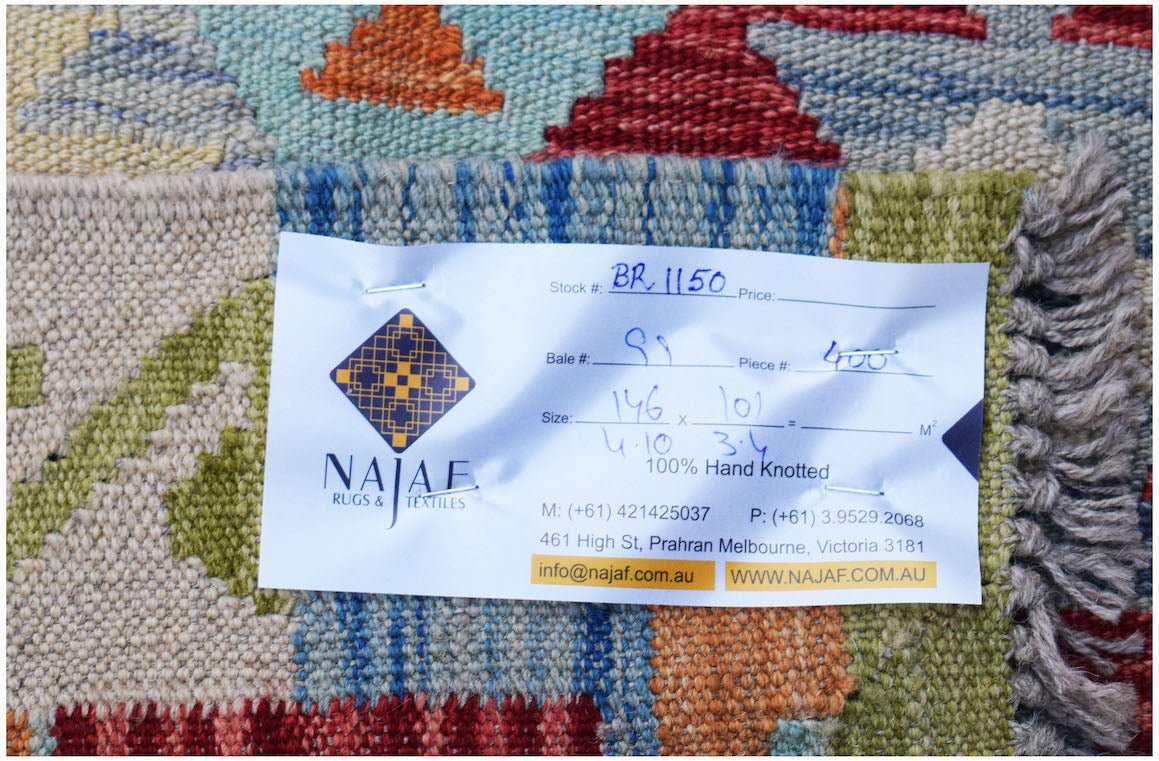 NAJAF
RUGS & TEXTILES
Stock #: BR 1150 Price:
Bale #: 91 Piece #: 400
Size: 146 x 101 = M²
4.10 3.4
100% Hand Knotted
M: (+61) 421425037 P: (+61) 3.9529.2068
461 High St, Prahran Melbourne, Victoria 3181
info@najaf.com.au WWW.NAJAF.COM.AU